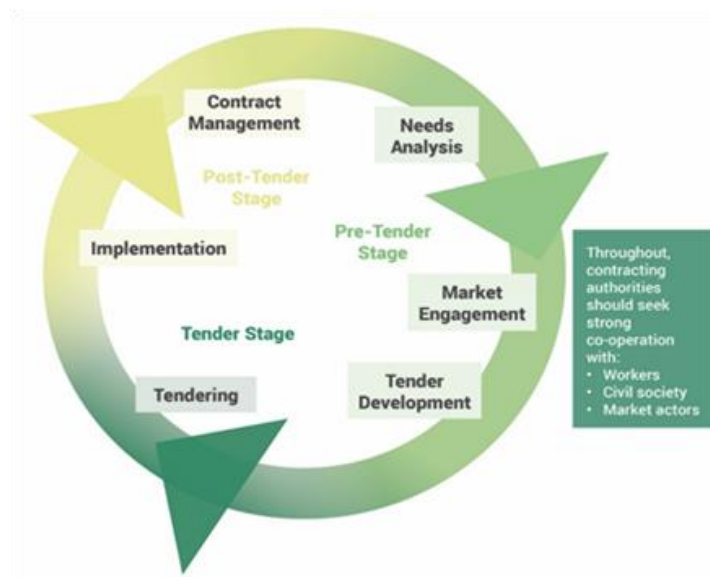 Contract
Management
Needs
Analysis
Post-Tender
Stage
Pre-Tender
Stage
Implementation
Market
Engagement
Tender Stage
Tendering
Tender
Development
Throughout,
contracting
authorities
should seek
strong
co-operation
with:
• Workers
• Civil society
• Market actors